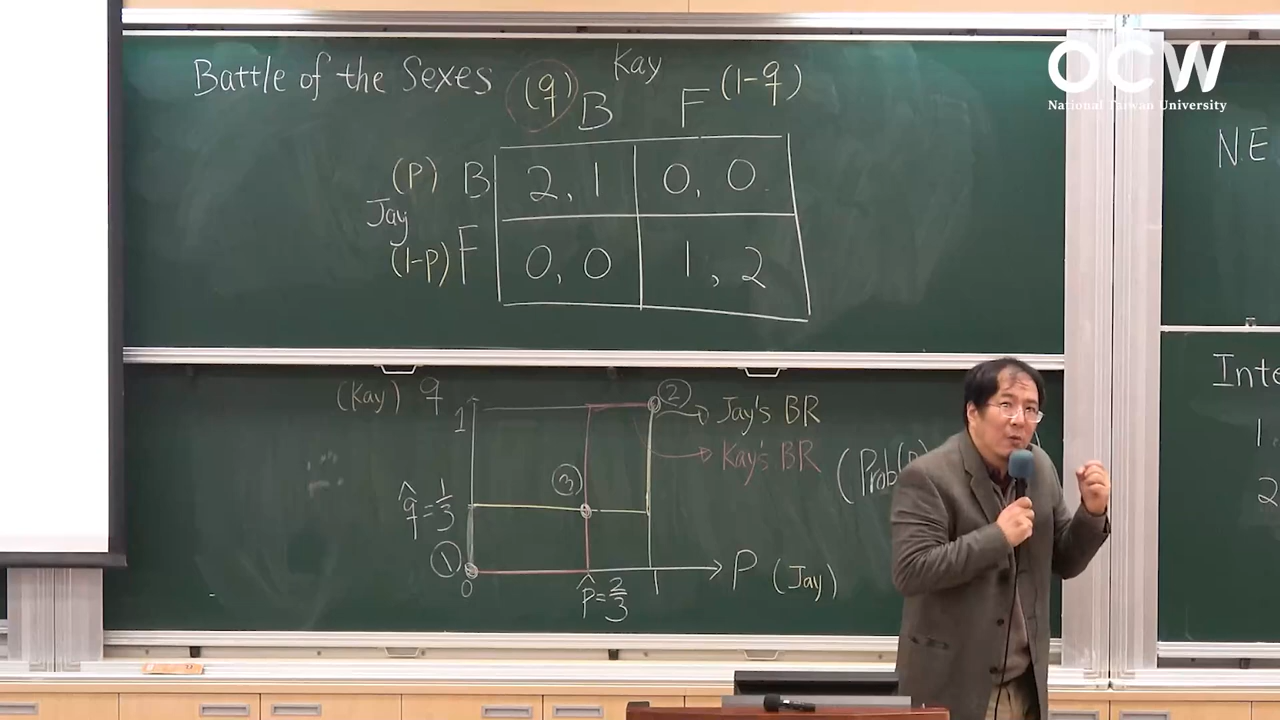 OCW
National Taiwan University
Battle of the Sexes
Kay
(q) B F (1-q)
(P) B 2, 1 0, 0
Jay
(1-P) F 0, 0 1, 2
(Kay) q
1
q̂ = 1/3
① 0
②
③
p̂ = 2/3
1
P (Jay)
Jay's BR
Kay's BR
(Prob(
NE
1
2